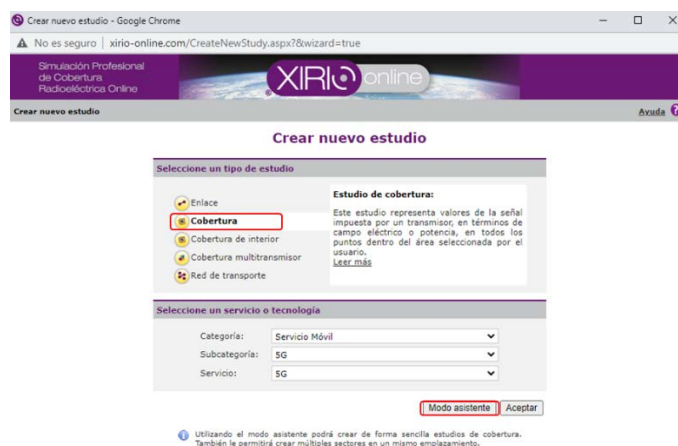 Crear nuevo estudio - Google Chrome
No es seguro | xirio-online.com/CreateNewStudy.aspx?&wizard=true
Simulación Profesional
de Cobertura
Radioeléctrica Online
XIRIO online
Crear nuevo estudio
Ayuda ?
Crear nuevo estudio
Seleccione un tipo de estudio
Enlace
Cobertura
Cobertura de interior
Cobertura multitransmisor
Red de transporte
Estudio de cobertura:
Este estudio representa valores de la señal
impuesta por un transmisor, en términos de
campo eléctrico o potencia, en todos los
puntos dentro del área seleccionada por el
usuario.
Leer más
Seleccione un servicio o tecnología
Categoría: Servicio Móvil
Subcategoría: 5G
Servicio: 5G
Modo asistente Aceptar
Utilizando el modo asistente podrá crear de forma sencilla estudios de cobertura.
También le permitirá crear múltiples sectores en un mismo emplazamiento.